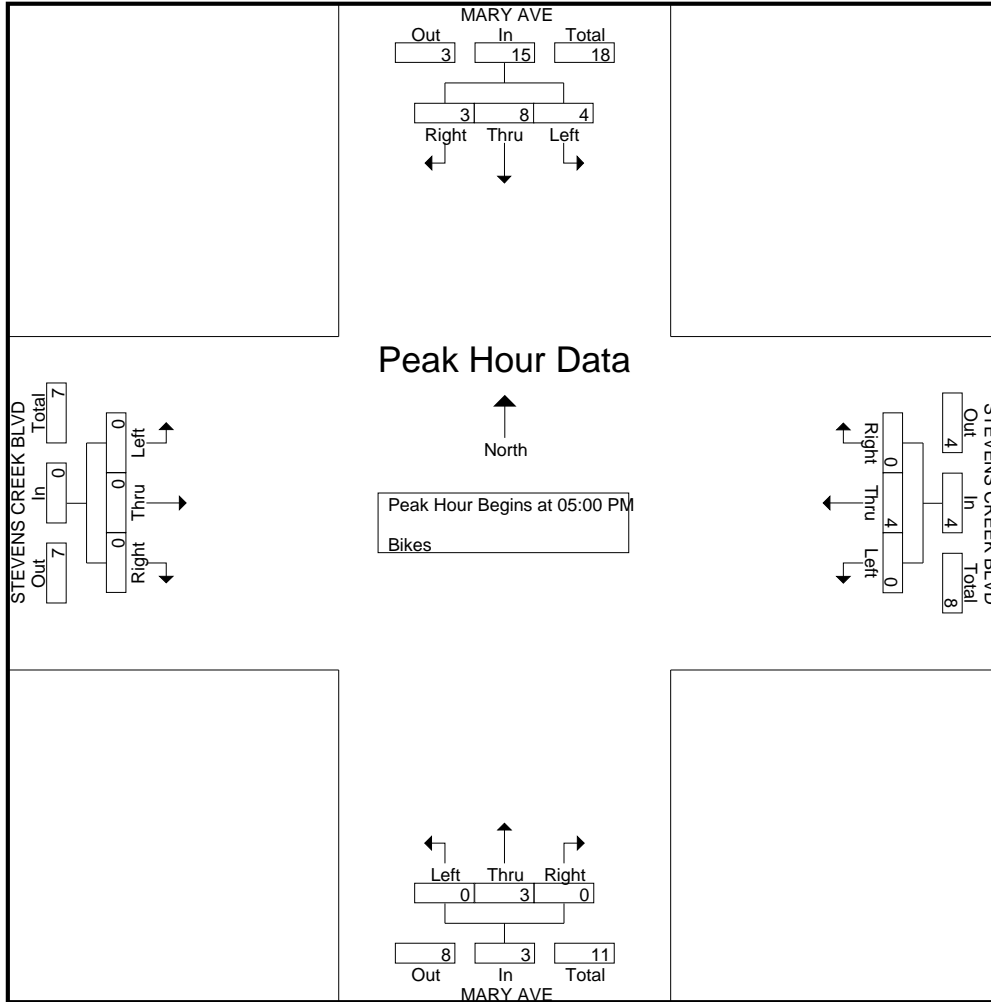 MARY AVE
Out In Total
3 15 18
3 8 4
Right Thru Left
Peak Hour Data
North
Peak Hour Begins at 05:00 PM
Bikes
STEVENS CREEK BLVD
Total In Out
7 0 7
0 0 0
Left Thru Right
STEVENS CREEK BLVD
Out In Total
4 4 8
0 4 0
Right Thru Left
Left Thru Right
0 3 0
8 3 11
Out In Total
MARY AVE